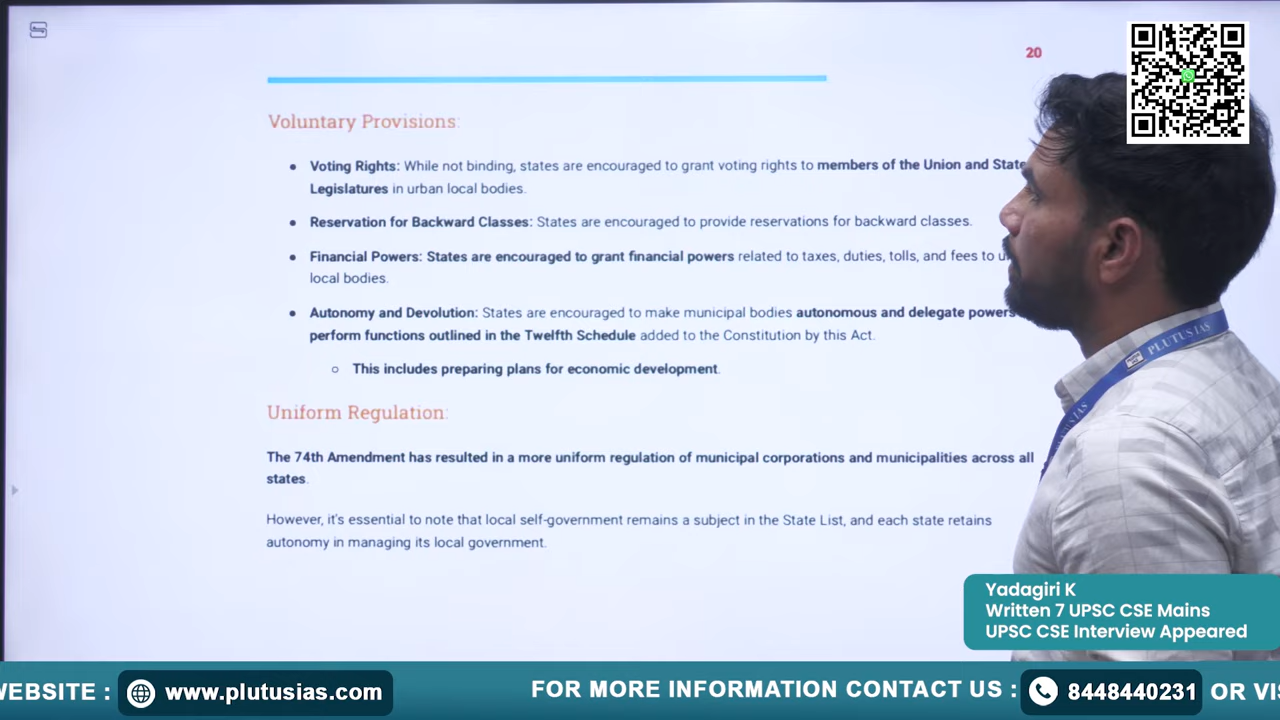 20
Voluntary Provisions:
• Voting Rights: While not binding, states are encouraged to grant voting rights to members of the Union and State
Legislatures in urban local bodies.
• Reservation for Backward Classes: States are encouraged to provide reservations for backward classes.
• Financial Powers: States are encouraged to grant financial powers related to taxes, duties, tolls, and fees to
local bodies.
• Autonomy and Devolution: States are encouraged to make municipal bodies autonomous and delegate powers
perform functions outlined in the Twelfth Schedule added to the Constitution by this Act.
○ This includes preparing plans for economic development.
Uniform Regulation:
The 74th Amendment has resulted in a more uniform regulation of municipal corporations and municipalities across all
states.
However, it's essential to note that local self-government remains a subject in the State List, and each state retains
autonomy in managing its local government.
PLUTUS IAS
Yadagiri K
Written 7 UPSC CSE Mains
UPSC CSE Interview Appeared
WEBSITE : www.plutusias.com FOR MORE INFORMATION CONTACT US : 8448440231 OR